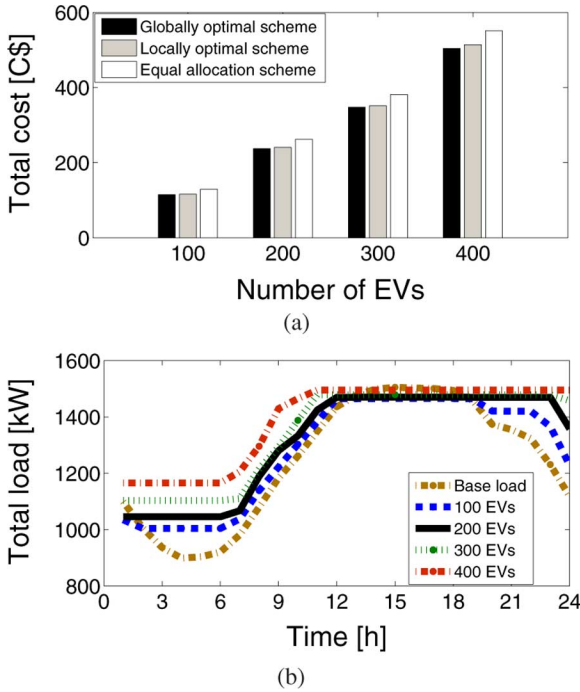 600
400
200
0
Total cost [C$]
Globally optimal scheme
Locally optimal scheme
Equal allocation scheme
100 200 300 400
Number of EVs
(a)
1600
1400
1200
1000
800
Total load [kW]
Base load
100 EVs
200 EVs
300 EVs
400 EVs
0 3 6 9 12 15 18 21 24
Time [h]
(b)